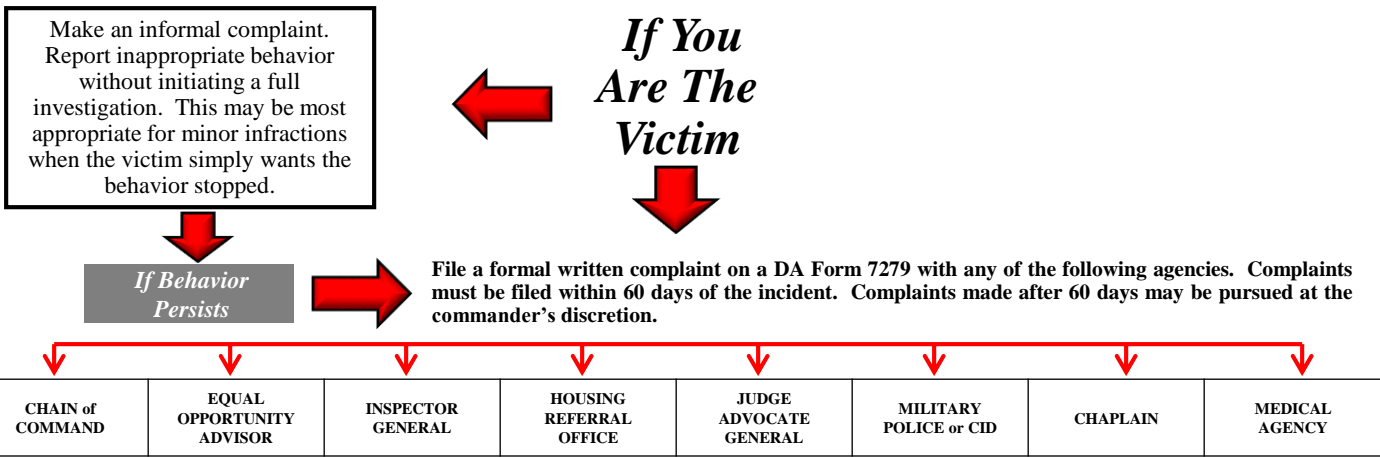 Make an informal complaint.
Report inappropriate behavior
without initiating a full
investigation. This may be most
appropriate for minor infractions
when the victim simply wants the
behavior stopped.
If You
Are The
Victim
If Behavior
Persists
File a formal written complaint on a DA Form 7279 with any of the following agencies. Complaints
must be filed within 60 days of the incident. Complaints made after 60 days may be pursued at the
commander's discretion.
CHAIN of
COMMAND
EQUAL
OPPORTUNITY
ADVISOR
INSPECTOR
GENERAL
HOUSING
REFERRAL
OFFICE
JUDGE
ADVOCATE
GENERAL
MILITARY
POLICE or CID
CHAPLAIN
MEDICAL
AGENCY